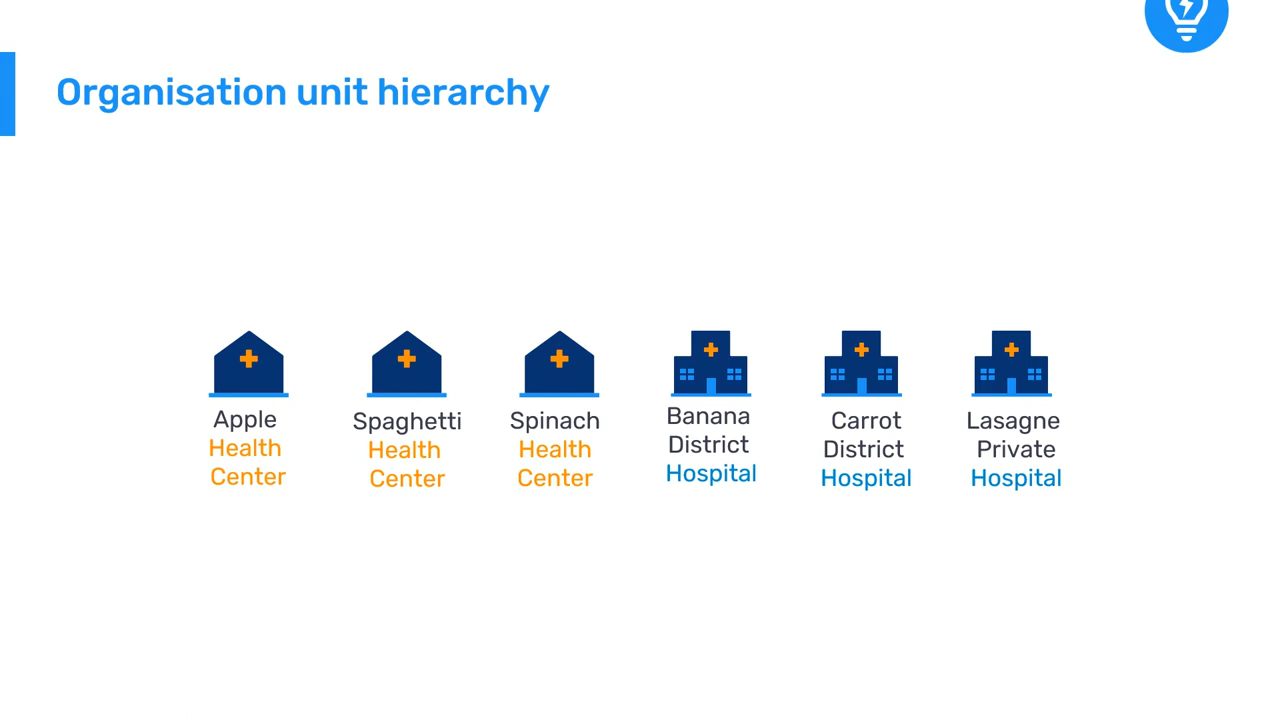 Organisation unit hierarchy
Apple
Health
Center
Spaghetti
Health
Center
Spinach
Health
Center
Banana
District
Hospital
Carrot
District
Hospital
Lasagne
Private
Hospital